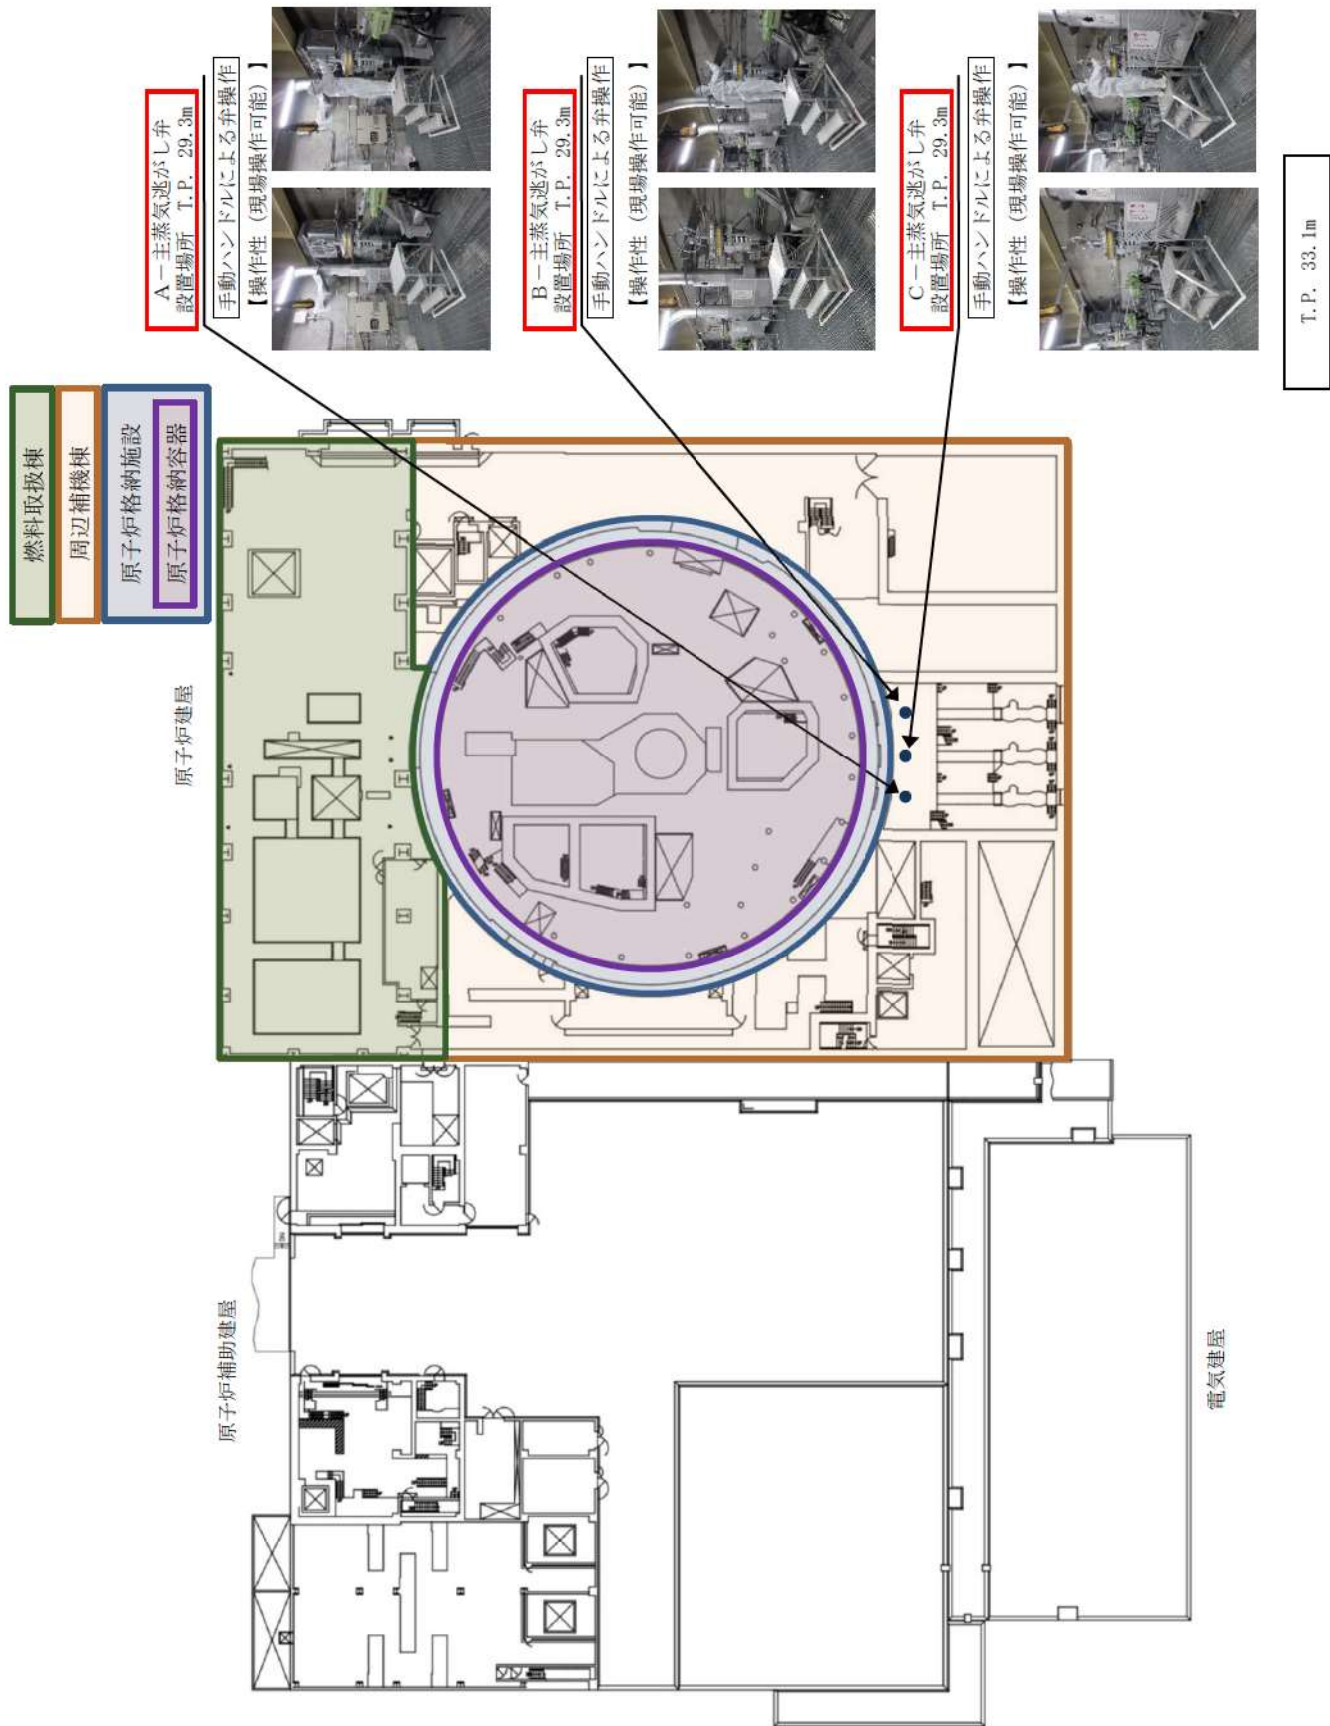 燃料取扱棟
周辺補機棟
原子炉格納施設
原子炉格納容器
A－主蒸気逃がし弁
設置場所 T.P. 29.3m
手動ハンドルによる弁操作
【操作性（現場操作可能）】
B－主蒸気逃がし弁
設置場所 T.P. 29.3m
手動ハンドルによる弁操作
【操作性（現場操作可能）】
C－主蒸気逃がし弁
設置場所 T.P. 29.3m
手動ハンドルによる弁操作
【操作性（現場操作可能）】
原子炉建屋
原子炉補助建屋
電気建屋
T.P. 33.1m